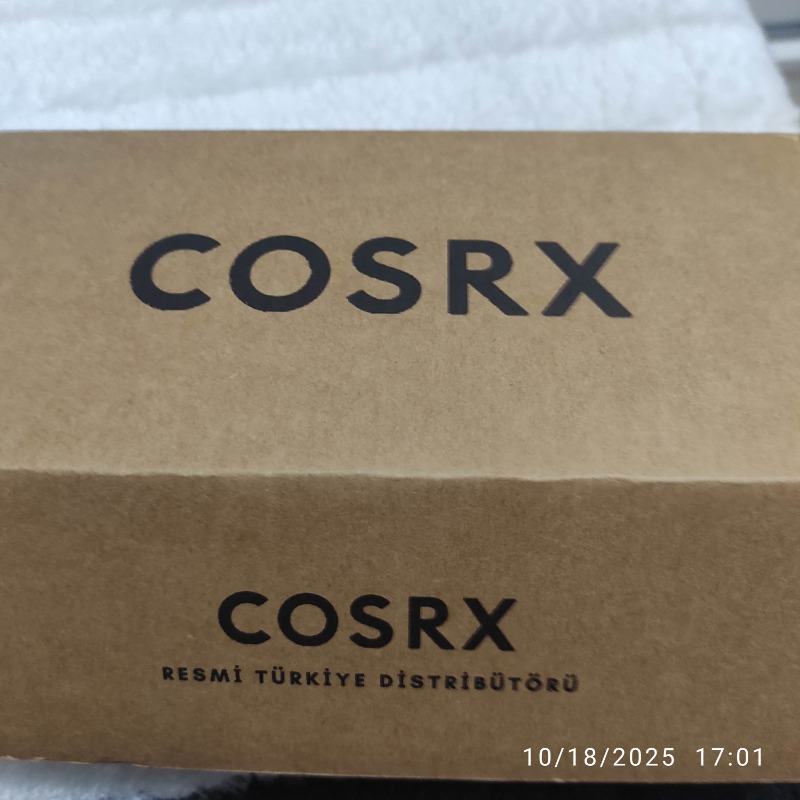 COSRX
COSRX
RESMİ TÜRKİYE DİSTRİBÜTÖRÜ
10/18/2025 17:01